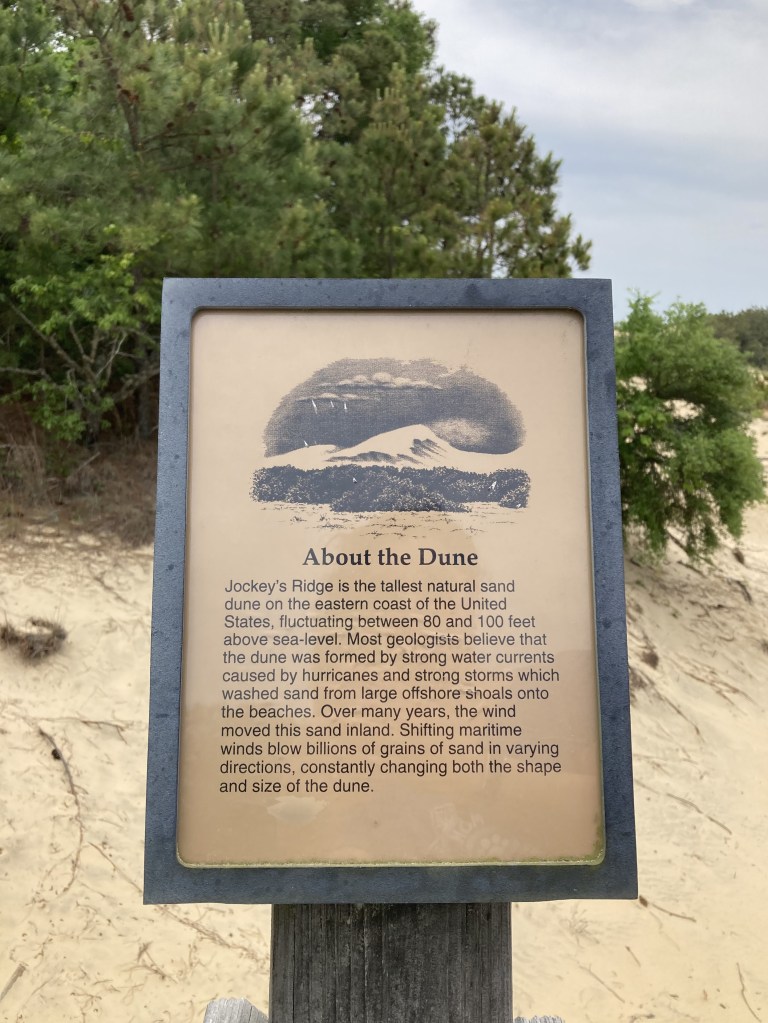 About the Dune
Jockey's Ridge is the tallest natural sand
dune on the eastern coast of the United
States, fluctuating between 80 and 100 feet
above sea-level. Most geologists believe that
the dune was formed by strong water currents
caused by hurricanes and strong storms which
washed sand from large offshore shoals onto
the beaches. Over many years, the wind
moved this sand inland. Shifting maritime
winds blow billions of grains of sand in varying
directions, constantly changing both the shape
and size of the dune.